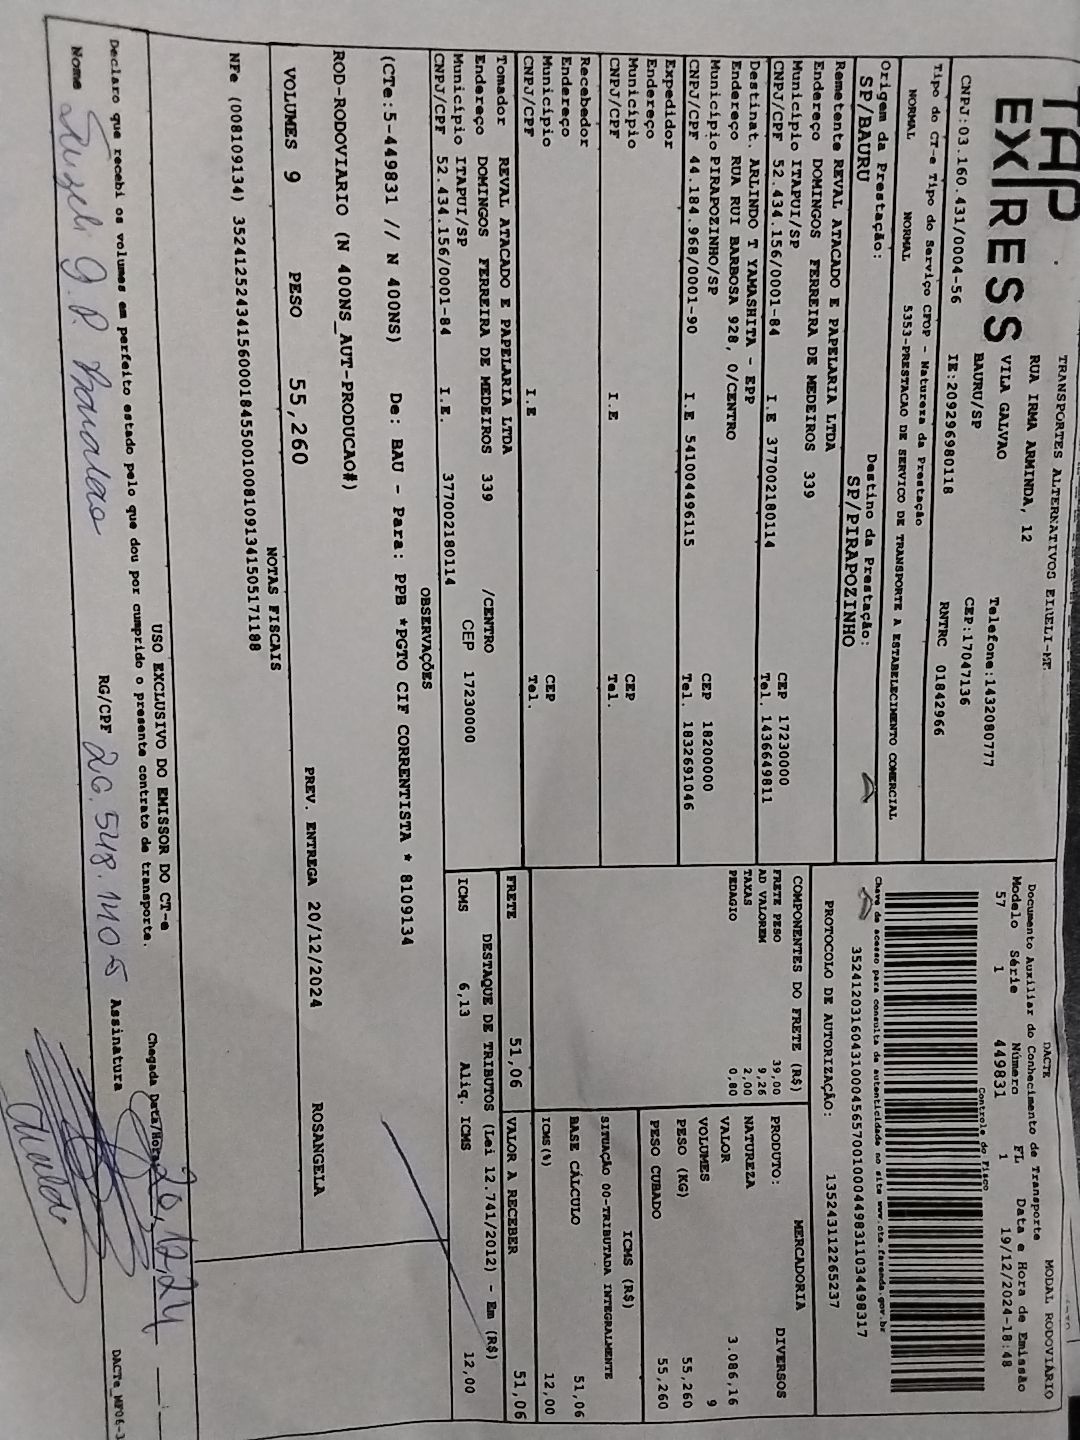 TAP
EXPRESS
TRANSPORTES ALTERNATIVOS EIRELI-ME
RUA IRMA ARMINDA, 12
VILA GALVAO
BAURU/SP
Telefone:1432080777
CEP:17047136
CNPJ:03.160.431/0004-56
IE:209296980118
RNTRC 01842966
Tipo do CT-e Tipo do Serviço CFOP - Natureza da Prestação
NORMAL NORMAL 5353-PRESTACAO DE SERVICO DE TRANSPORTE A ESTABELECIMENTO COMERCIAL
Origem da Prestação: Destino da Prestação:
SP/BAURU SP/PIRAPOZINHO
MODAL RODOVIÁRIO
DACTE
Documento Auxiliar do Conhecimento de Transporte
Modelo Série Número FL Data e Hora de Emissão
57 1 449831 1 19/12/2024-18:48
Controle do Fisco
Chave de acesso para consulta de autenticidade no site www.cte.fazenda.gov.br
35241203160431000456570010004498311034498317
PROTOCOLO DE AUTORIZAÇÃO: 135243112265237
Remetente REVAL ATACADO E PAPELARIA LTDA
Endereço DOMINGOS FERREIRA DE MEDEIROS 339
Município ITAPUI/SP CEP 17230000
CNPJ/CPF 52.434.156/0001-84 I.E 377002180114 Tel. 1436649811
Destinat. ARLINDO T YAMASHITA - EPP
Endereço RUA RUI BARBOSA 928, 0/CENTRO
Município PIRAPOZINHO/SP CEP 18200000
CNPJ/CPF 44.184.968/0001-90 I.E 541004496115 Tel. 1832691046
Expedidor
Endereço
Município CEP
CNPJ/CPF I.E Tel.
Recebedor
Endereço
Município CEP
CNPJ/CPF I.E Tel.
Tomador REVAL ATACADO E PAPELARIA LTDA
Endereço DOMINGOS FERREIRA DE MEDEIROS 339 /CENTRO
Município ITAPUI/SP CEP 17230000
CNPJ/CPF 52.434.156/0001-84 I.E. 377002180114
COMPONENTES DO FRETE (R$)
FRETE PESO 39,00
AD VALOREM 9,26
TAXAS 2,00
PEDAGIO 0,80
FRETE 51,06
MERCADORIA
PRODUTO: DIVERSOS
NATUREZA
VALOR 3.086,16
VOLUMES 9
PESO (KG) 55,260
PESO CUBADO 55,260
ICMS (R$)
SITUAÇÃO 00-TRIBUTADA INTEGRALMENTE
BASE CÁLCULO 51,06
ICMS(%) 12,00
VALOR A RECEBER 51,06
DESTAQUE DE TRIBUTOS (Lei 12.741/2012) - Em (R$)
ICMS 6,13 Aliq. ICMS 12,00
OBSERVAÇÕES
(CTe:5-449831 // N 400NS) De: BAU - Para: PPB *PGTO CIF CORRENTISTA * 8109134
ROD-RODOVIARIO (N 400NS_AUT-PRODUCAO#)
VOLUMES 9 PESO 55,260 PREV. ENTREGA 20/12/2024 ROSANGELA
NOTAS FISCAIS
NFe (008109134) 35241252434156000184550010081091341505171188
USO EXCLUSIVO DO EMISSOR DO CT-e
Declaro que recebi os volumes em perfeito estado pelo que dou por cumprido o presente contrato de transporte.
Chegada Data/Hora 20,12,24
Nome RG/CPF 26.548.140 5 Assinatura